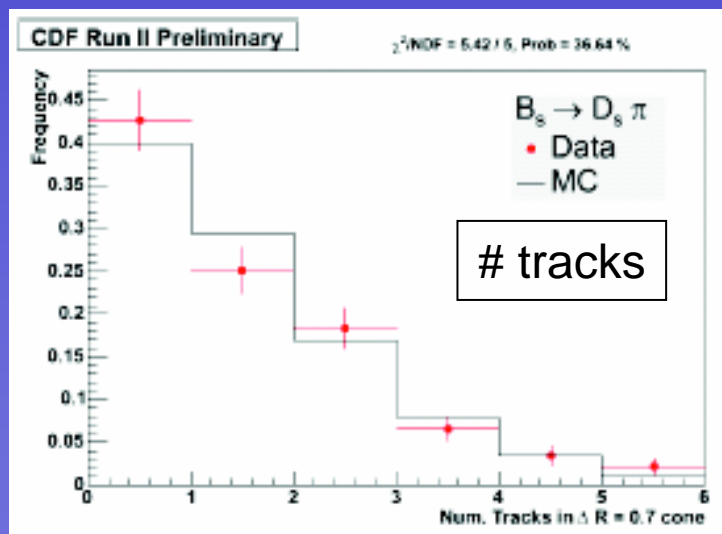 CDF Run II Preliminary
χ²/NDF = 5.42 / 5, Prob = 36.64 %
Frequency
0.45
0.4
0.35
0.3
0.25
0.2
0.15
0.1
0.05
0
Bₛ → Dₛ π
Data
MC
# tracks
0 1 2 3 4 5 6
Num. Tracks in Δ R = 0.7 cone